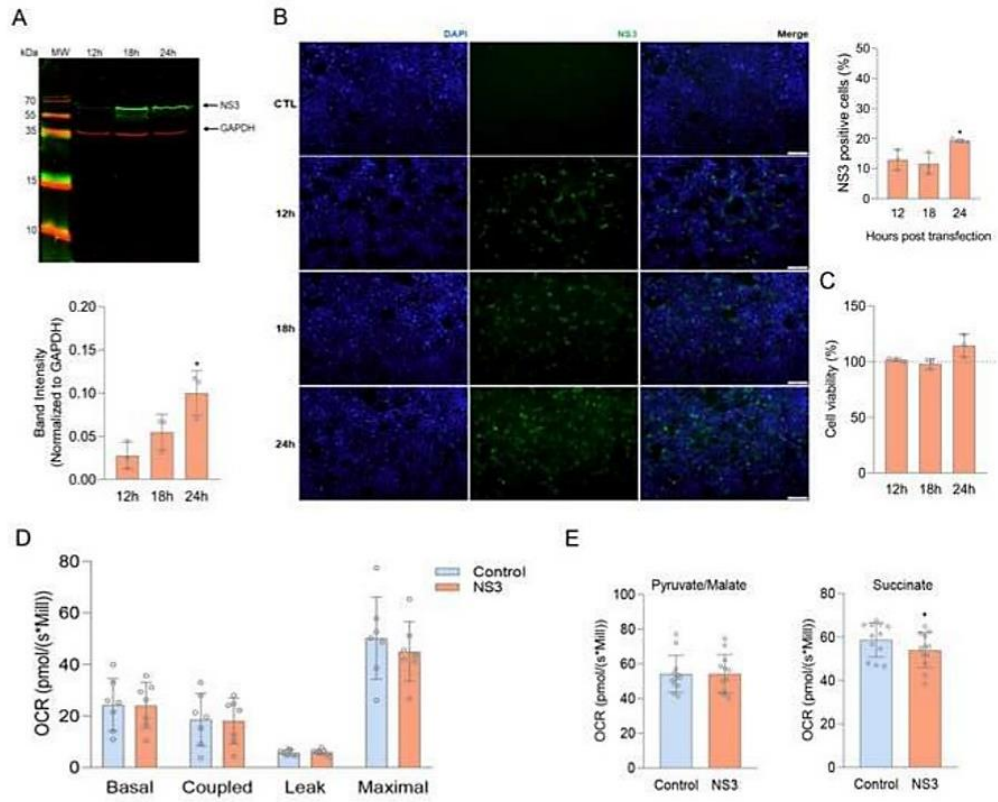 A
kDa MW 12h 18h 24h
70
55
35
15
10
NS3
GAPDH
Band Intensity
(Normalized to GAPDH)
0.20
0.15
0.10
0.05
0.00
*
12h 18h 24h
B
DAPI NS3 Merge
CTL
12h
18h
24h
NS3 positive cells (%)
50
40
30
20
10
0
*
12 18 24
Hours post transfection
C
Cell viability (%)
150
100
50
0
12h 18h 24h
D
OCR (pmol/(s*Mill))
80
60
40
20
0
Control
NS3
Basal Coupled Leak Maximal
E
Pyruvate/Malate
OCR (pmol/(s*Mill))
100
80
60
40
20
0
Control NS3
Succinate
OCR (pmol/(s*Mill))
80
60
40
20
0
*
Control NS3